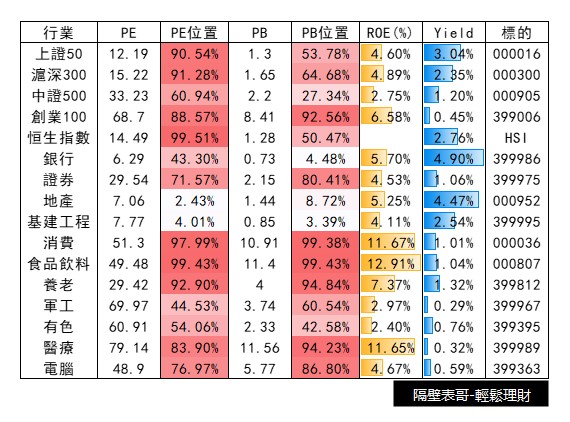 行業 PE PE位置 PB PB位置 ROE(%) Yield 標的
上證50 12.19 90.54% 1.3 53.78% 4.60% 3.04% 000016
滬深300 15.22 91.28% 1.65 64.68% 4.89% 2.35% 000300
中證500 33.23 60.94% 2.2 27.34% 2.75% 1.20% 000905
創業100 68.7 88.57% 8.41 92.56% 6.58% 0.45% 399006
恒生指數 14.49 99.51% 1.28 50.47% 2.76% HSI
銀行 6.29 43.30% 0.73 4.48% 5.70% 4.90% 399986
證券 29.54 71.57% 2.15 80.41% 4.53% 1.06% 399975
地產 7.06 2.43% 1.44 8.72% 5.25% 4.47% 000952
基建工程 7.77 4.01% 0.85 3.39% 4.11% 2.54% 399995
消費 51.3 97.99% 10.91 99.38% 11.67% 1.01% 000036
食品飲料 49.48 99.43% 11.4 99.43% 12.91% 1.04% 000807
養老 29.42 92.90% 4 94.84% 7.37% 1.32% 399812
軍工 69.97 44.53% 3.74 60.54% 2.97% 0.29% 399967
有色 60.91 54.06% 2.33 42.58% 2.40% 0.76% 399395
醫療 79.14 83.90% 11.56 94.23% 11.65% 0.32% 399989
電腦 48.9 76.97% 5.77 86.80% 4.67% 0.59% 399363
隔壁表哥-輕鬆理財